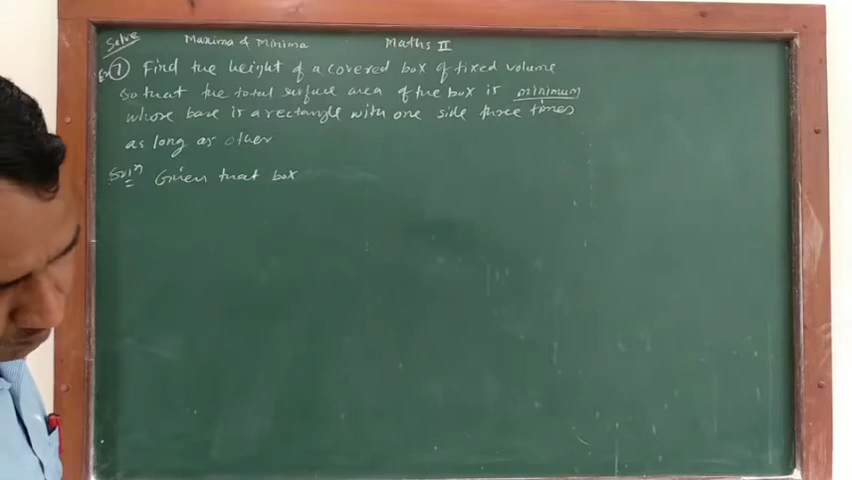 Solve Maxima & Minima Maths II
Ex ① Find the height of a covered box of fixed volume
so that the total surface area of the box is minimum
whose base is a rectangle with one side three times
as long as other
Solⁿ Given that box